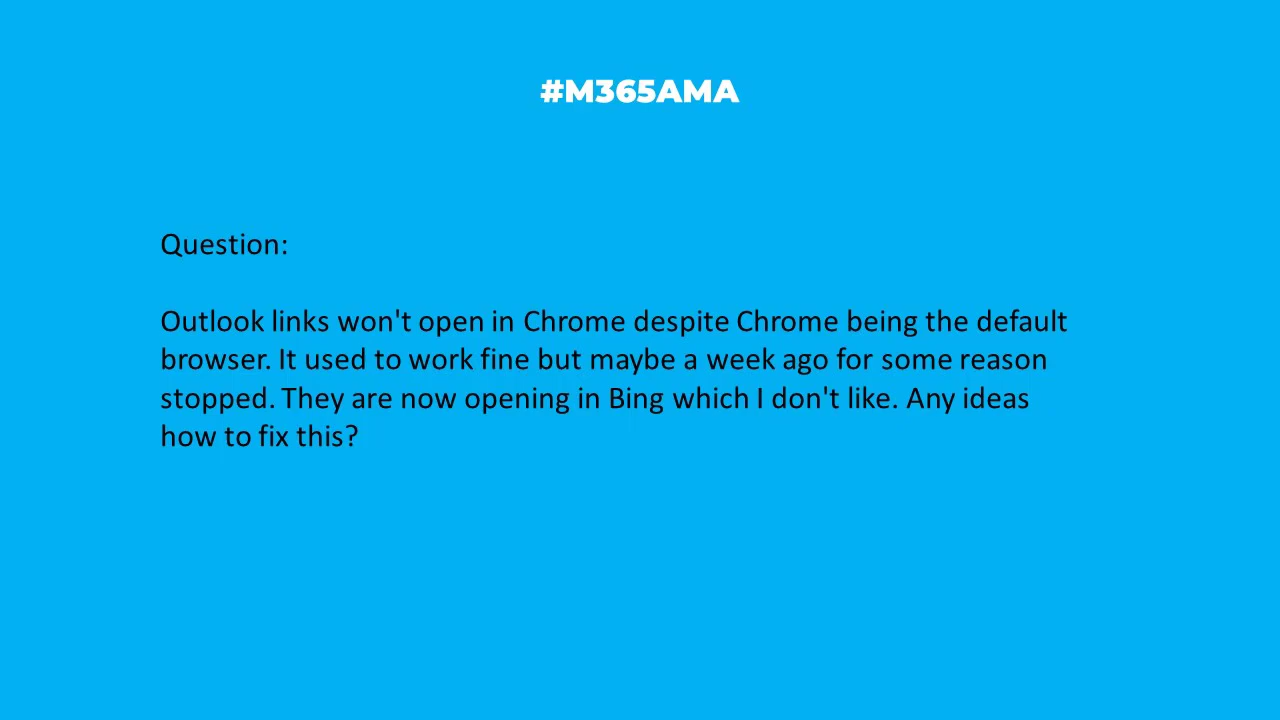 #M365AMA
Question:
Outlook links won't open in Chrome despite Chrome being the default
browser. It used to work fine but maybe a week ago for some reason
stopped. They are now opening in Bing which I don't like. Any ideas
how to fix this?